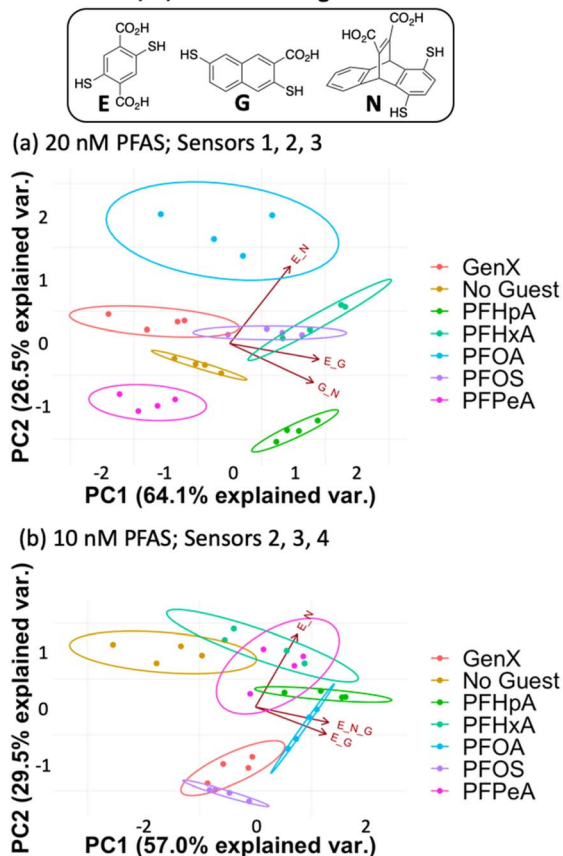 CO₂H
SH
HS
CO₂H
E
HS
CO₂H
SH
G
CO₂H
HO₂C
SH
HS
N
(a) 20 nM PFAS; Sensors 1, 2, 3
PC2 (26.5% explained var.)
2
1
0
-1
E_N
E_G
G_N
-2 -1 0 1 2
PC1 (64.1% explained var.)
GenX
No Guest
PFHpA
PFHxA
PFOA
PFOS
PFPeA
(b) 10 nM PFAS; Sensors 2, 3, 4
PC2 (29.5% explained var.)
1
0
-1
E_N
E_N_G
E_G
-2 0 2
PC1 (57.0% explained var.)
GenX
No Guest
PFHpA
PFHxA
PFOA
PFOS
PFPeA